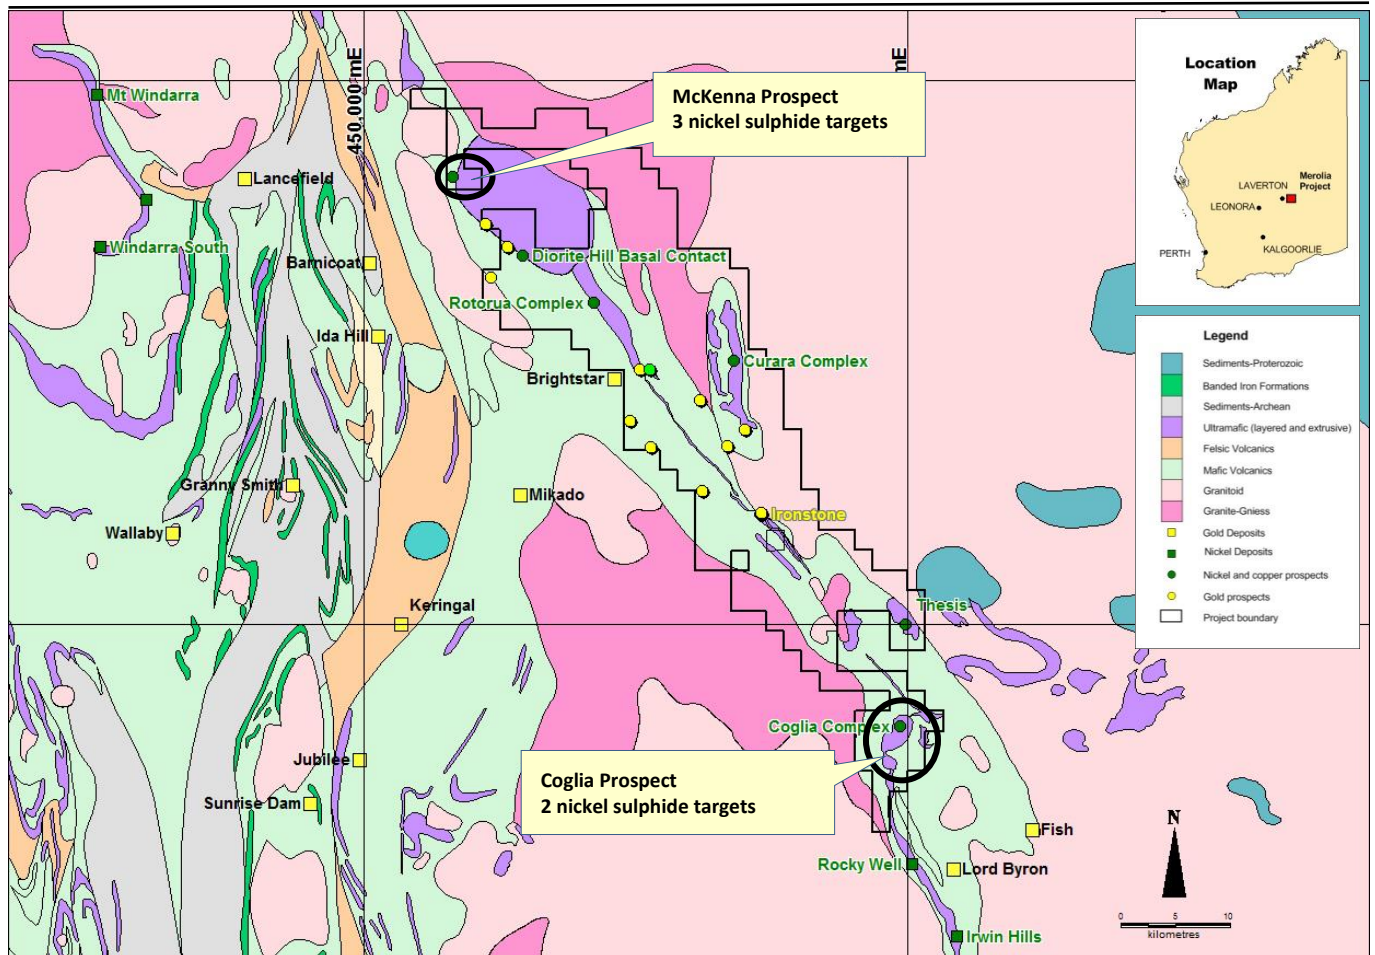 450,000 mE
mE
McKenna Prospect
3 nickel sulphide targets
Mt Windarra
Lancefield
Windarra South
Barnicoat
Diorite Hill Basal Contact
Rotorua Complex
Ida Hill
Curara Complex
Brightstar
Granny Smith
Mikado
Wallaby
Ironstone
Keringal
Thesis
Coglia Complex
Jubilee
Coglia Prospect
2 nickel sulphide targets
Sunrise Dam
Fish
Rocky Well
Lord Byron
Irwin Hills
N
0 5 10
kilometres
Location
Map
LAVERTON
Merolia
Project
LEONORA
KALGOORLIE
PERTH
Legend
Sediments-Proterozoic
Banded Iron Formations
Sediments-Archean
Ultramafic (layered and extrusive)
Felsic Volcanics
Mafic Volcanics
Granitoid
Granite-Gniess
Gold Deposits
Nickel Deposits
Nickel and copper prospects
Gold prospects
Project boundary